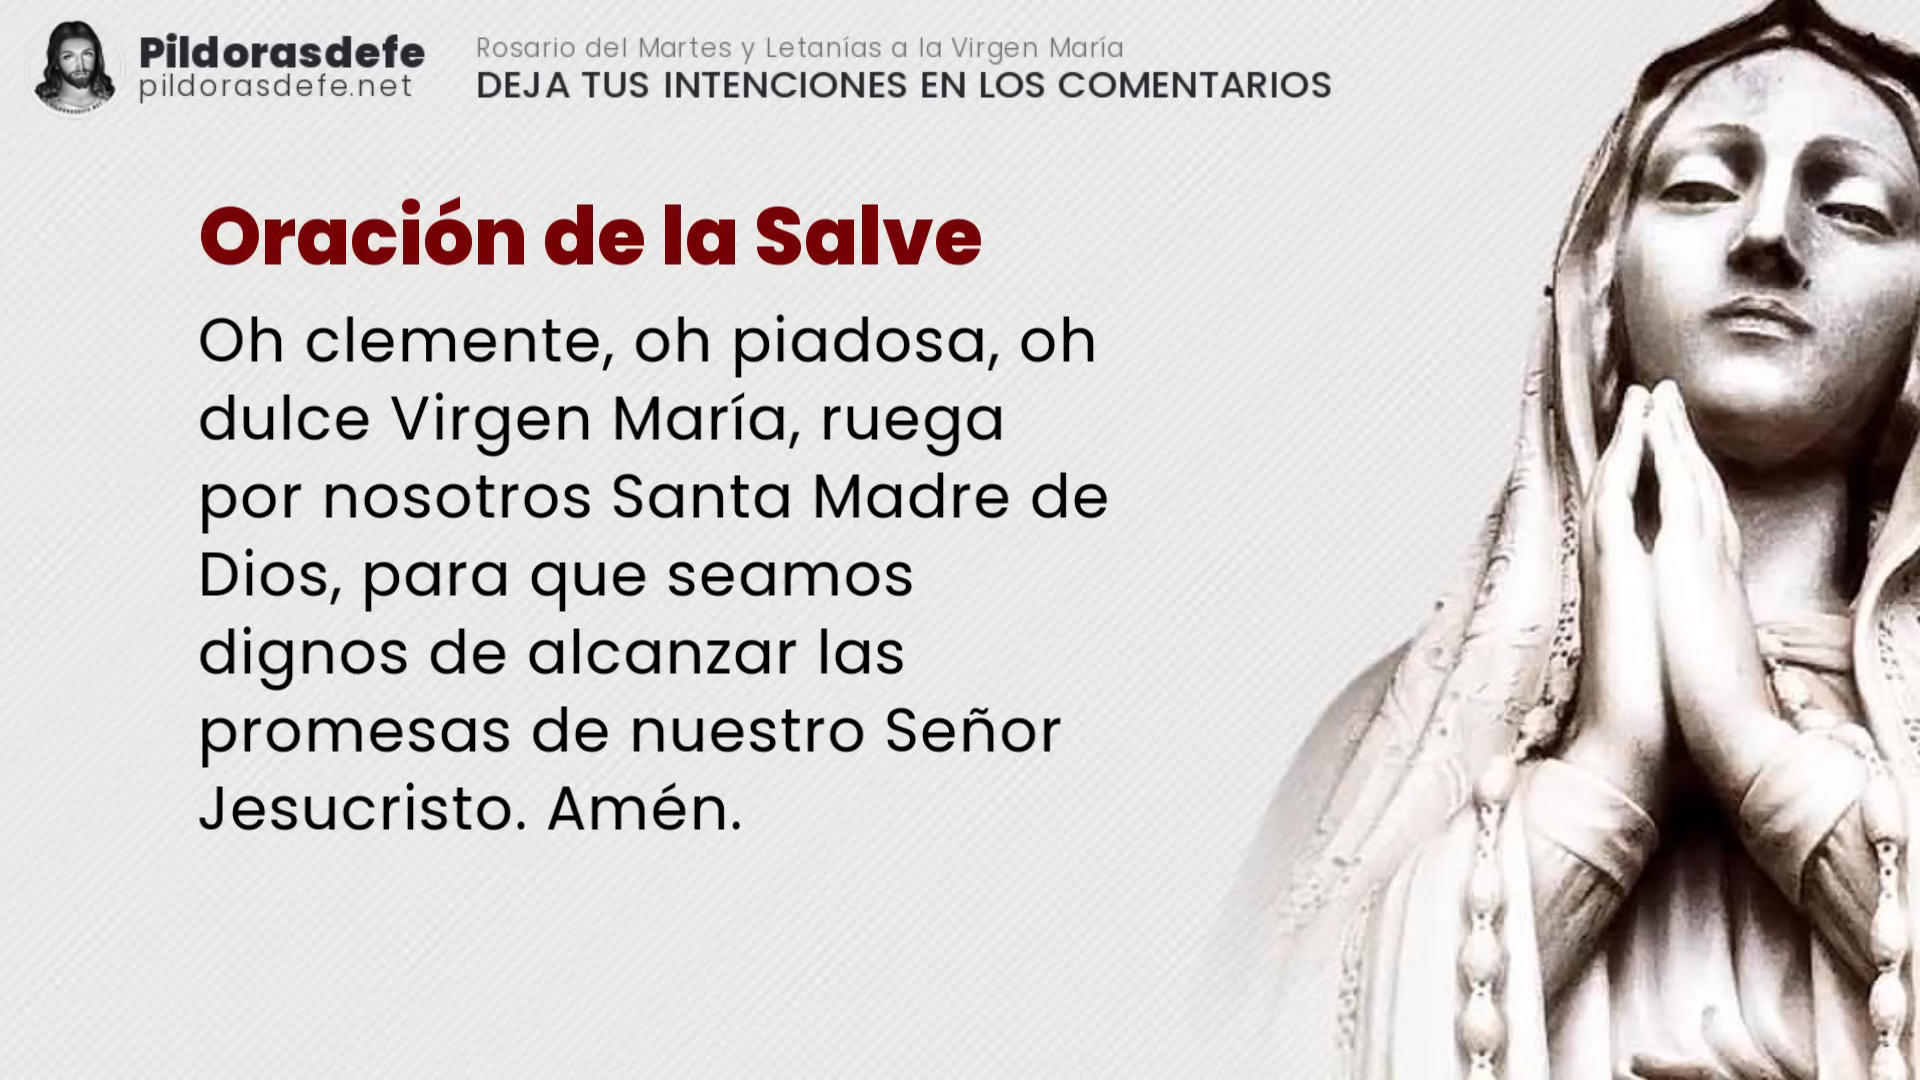 Pildorasdefe
pildorasdefe.net
Rosario del Martes y Letanías a la Virgen María
DEJA TUS INTENCIONES EN LOS COMENTARIOS
Oración de la Salve
Oh clemente, oh piadosa, oh
dulce Virgen María, ruega
por nosotros Santa Madre de
Dios, para que seamos
dignos de alcanzar las
promesas de nuestro Señor
Jesucristo. Amén.